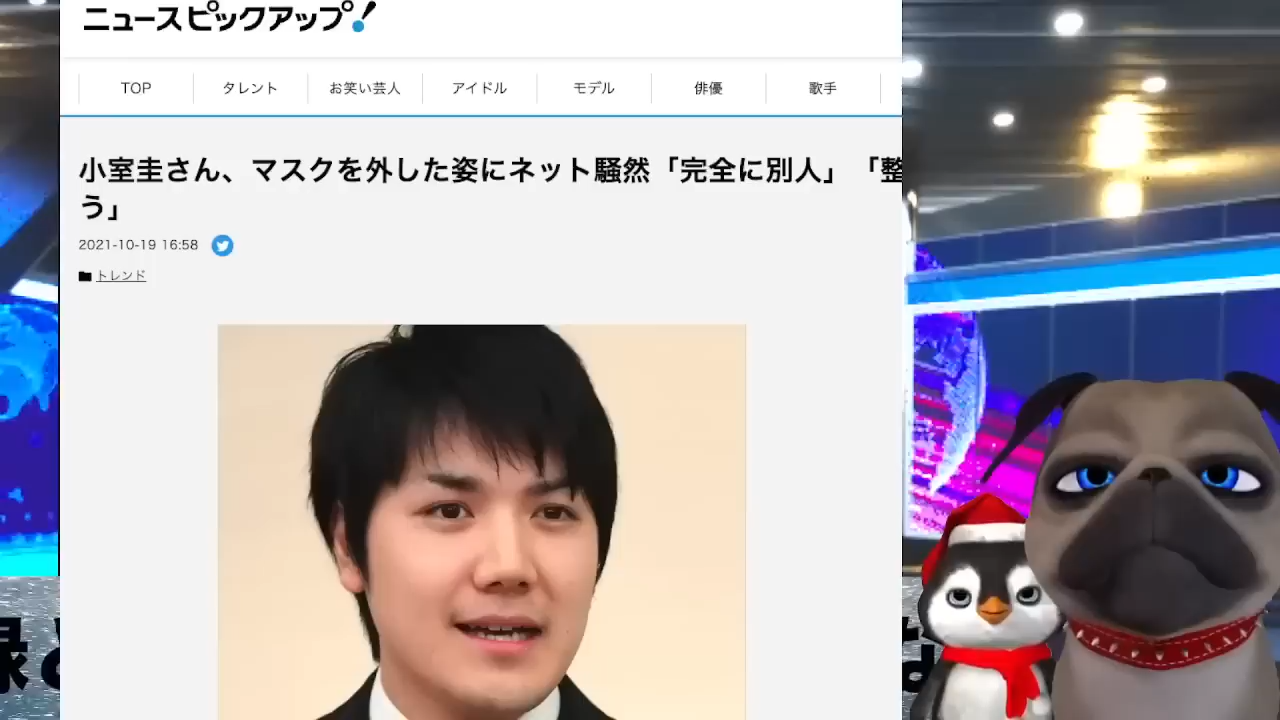 ニュースピックアップ!
TOP
タレント
お笑い芸人
アイドル
モデル
俳優
歌手
小室圭さん、マスクを外した姿にネット騒然「完全に別人」「整
う」
2021-10-19 16:58
トレンド